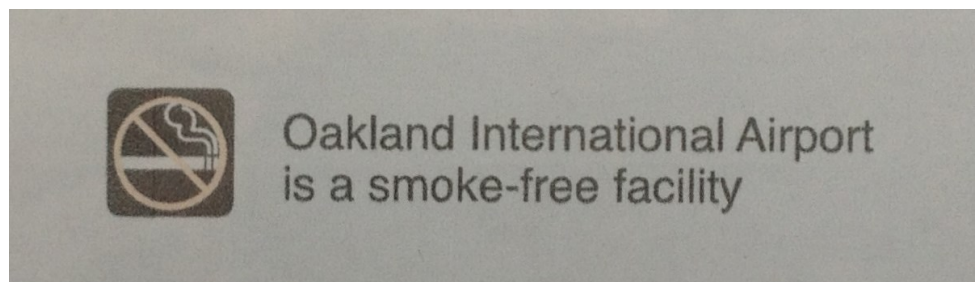 Oakland International Airport
is a smoke-free facility